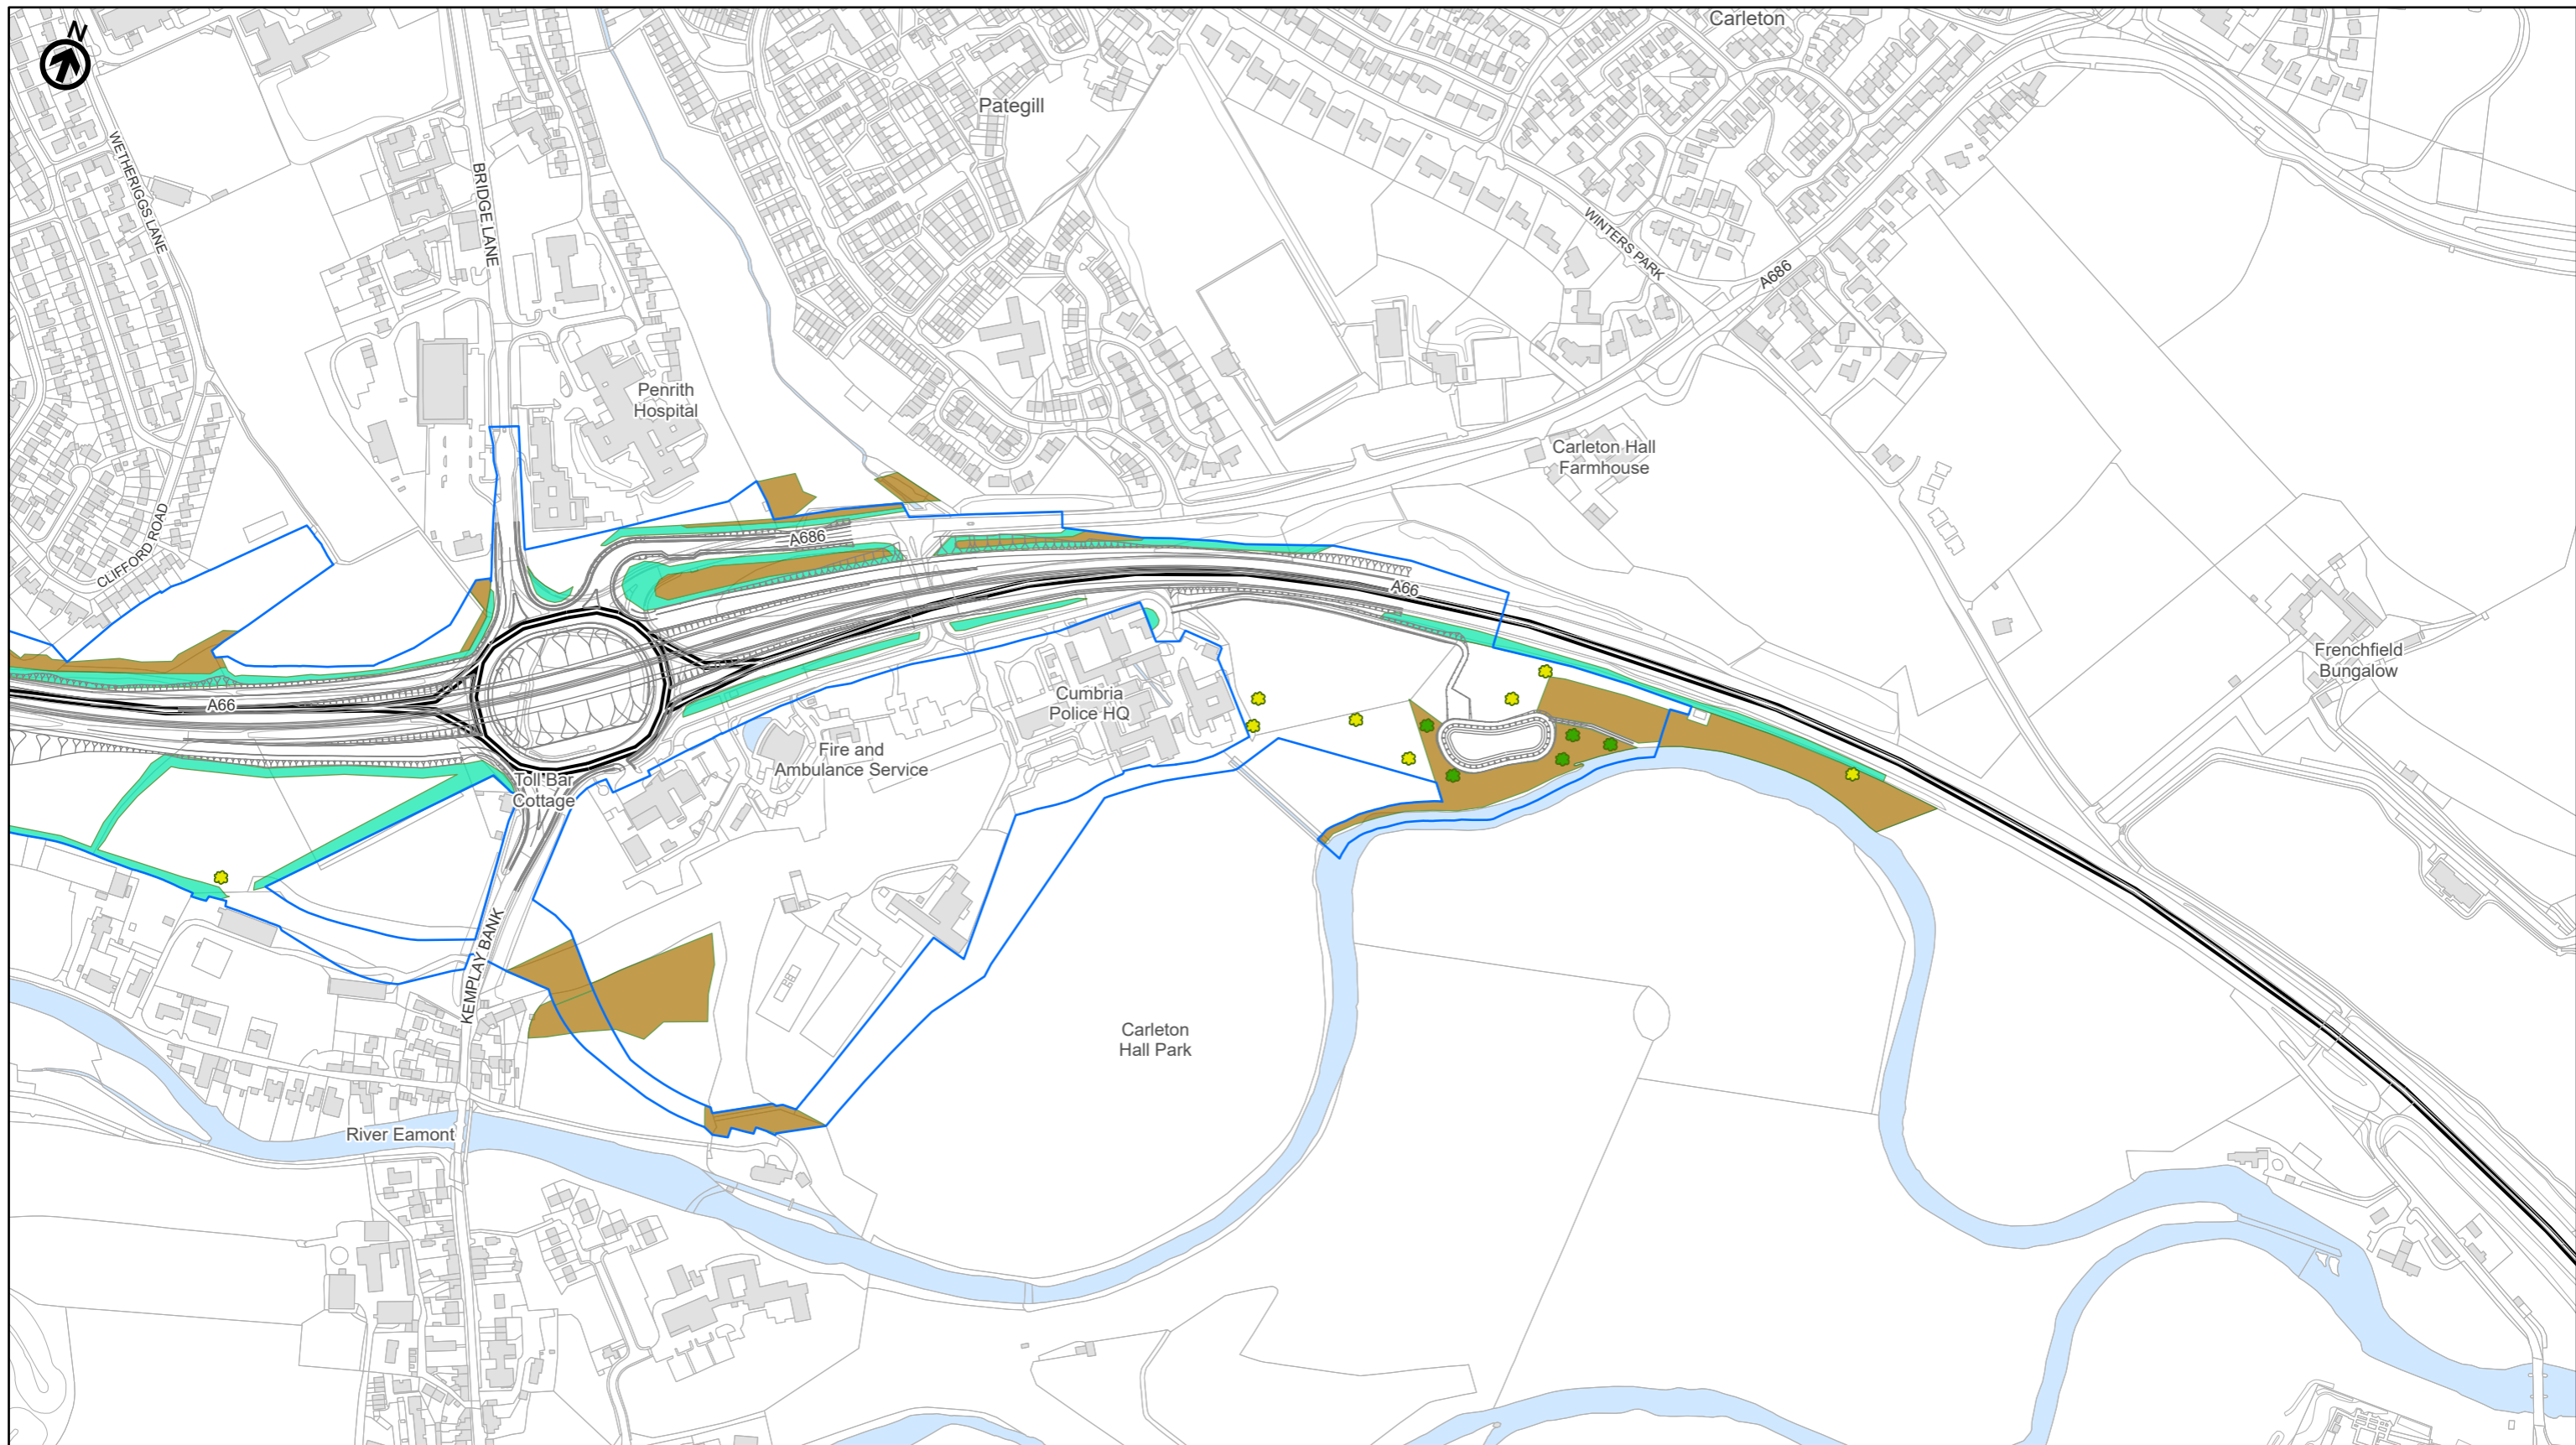 N
Carleton
Pategill
WETHERIGGS LANE
BRIDGE LANE
WINTERS PARK
A686
Penrith
Hospital
Carleton Hall
Farmhouse
CLIFFORD ROAD
A686
A66
Frenchfield
Bungalow
A66
Cumbria
Police HQ
Fire and
Ambulance Service
Toll Bar
Cottage
KEMPLAY BANK
Carleton
Hall Park
River Eamont